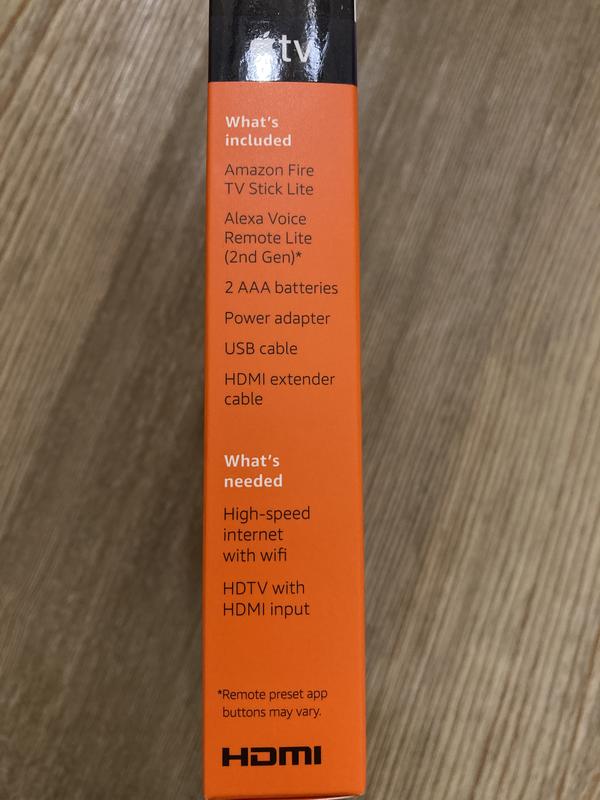 tv
What's
included
Amazon Fire
TV Stick Lite
Alexa Voice
Remote Lite
(2nd Gen)*
2 AAA batteries
Power adapter
USB cable
HDMI extender
cable
What's
needed
High-speed
internet
with wifi
HDTV with
HDMI input
*Remote preset app
buttons may vary.
HDMI